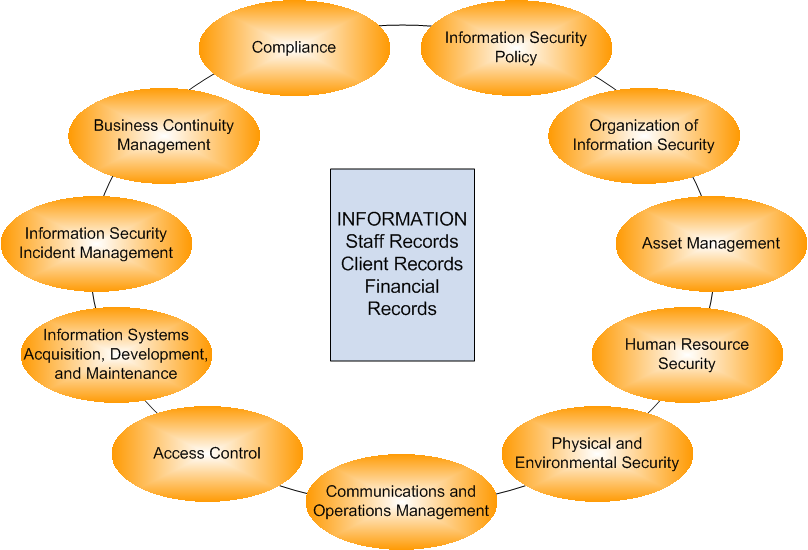 Compliance
Information Security
Policy
Business Continuity
Management
Organization of
Information Security
Information Security
Incident Management
INFORMATION
Staff Records
Client Records
Financial
Records
Asset Management
Information Systems
Acquisition, Development,
and Maintenance
Human Resource
Security
Access Control
Physical and
Environmental Security
Communications and
Operations Management